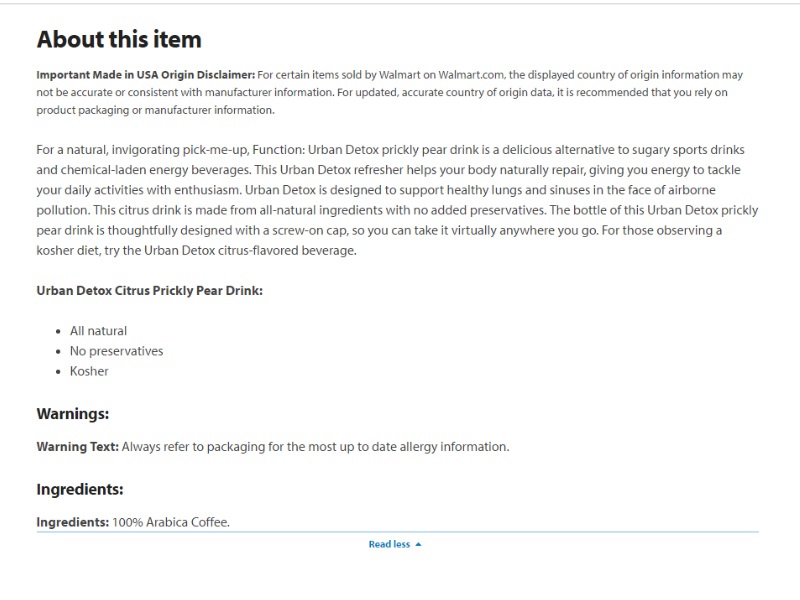 About this item
Important Made in USA Origin Disclaimer: For certain items sold by Walmart on Walmart.com, the displayed country of origin information may
not be accurate or consistent with manufacturer information. For updated, accurate country of origin data, it is recommended that you rely on
product packaging or manufacturer information.
For a natural, invigorating pick-me-up, Function: Urban Detox prickly pear drink is a delicious alternative to sugary sports drinks
and chemical-laden energy beverages. This Urban Detox refresher helps your body naturally repair, giving you energy to tackle
your daily activities with enthusiasm. Urban Detox is designed to support healthy lungs and sinuses in the face of airborne
pollution. This citrus drink is made from all-natural ingredients with no added preservatives. The bottle of this Urban Detox prickly
pear drink is thoughtfully designed with a screw-on cap, so you can take it virtually anywhere you go. For those observing a
kosher diet, try the Urban Detox citrus-flavored beverage.
Urban Detox Citrus Prickly Pear Drink:
• All natural
• No preservatives
• Kosher
Warnings:
Warning Text: Always refer to packaging for the most up to date allergy information.
Ingredients:
Ingredients: 100% Arabica Coffee.
Read less